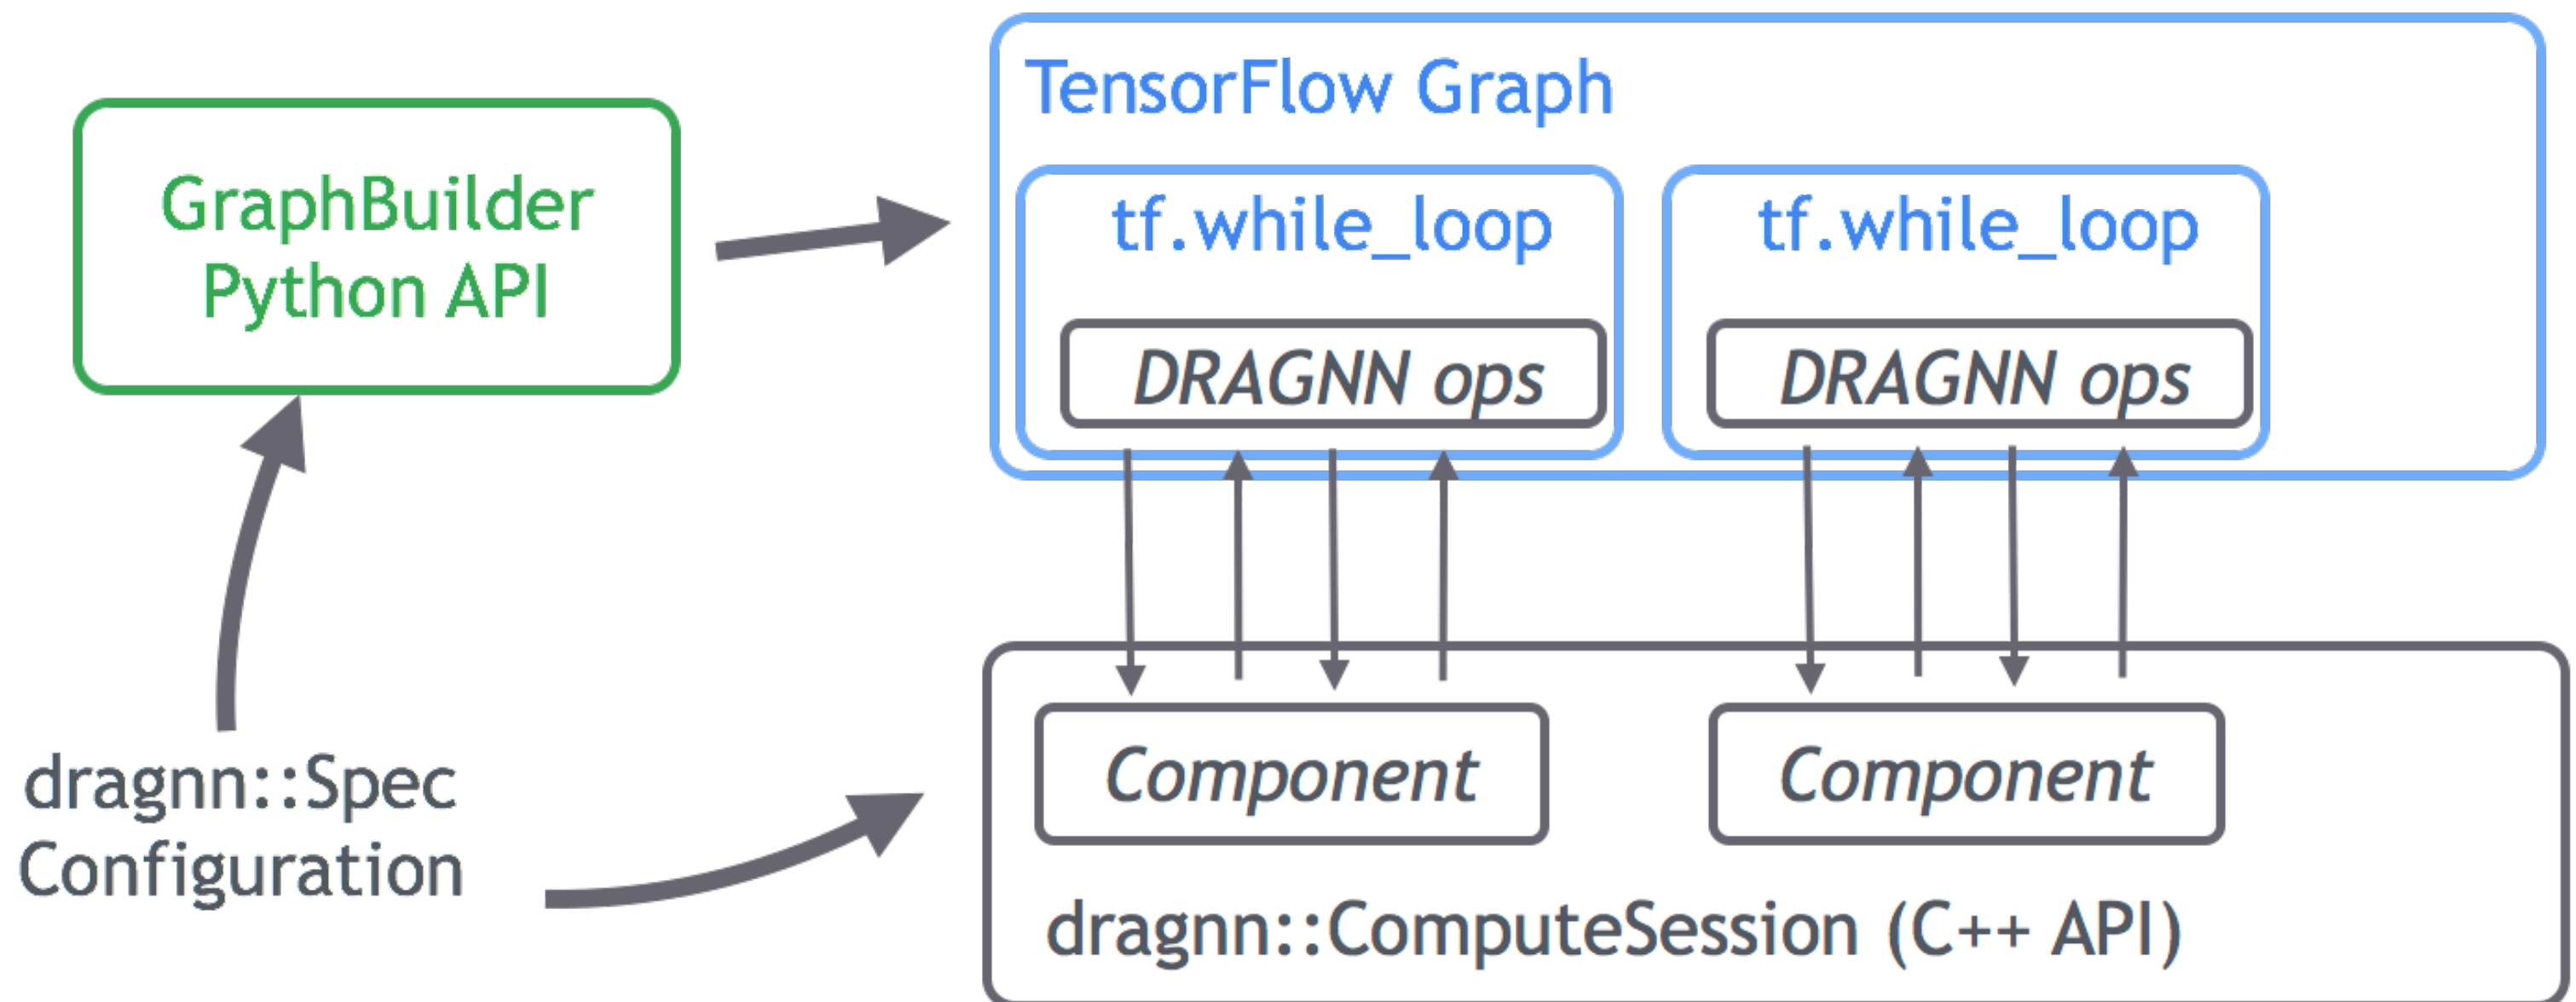 GraphBuilder
Python API
TensorFlow Graph
tf.while_loop
tf.while_loop
DRAGNN ops
DRAGNN ops
dragnn::Spec
Configuration
Component
Component
dragnn::ComputeSession (C++ API)